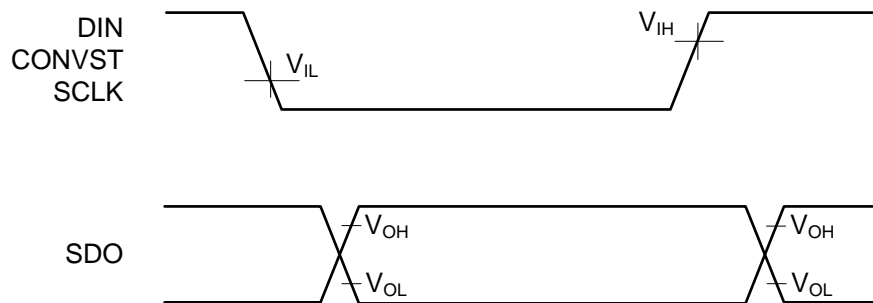 DIN
CONVST
SCLK
VIL
VIH
SDO
VOH
VOL
VOH
VOL